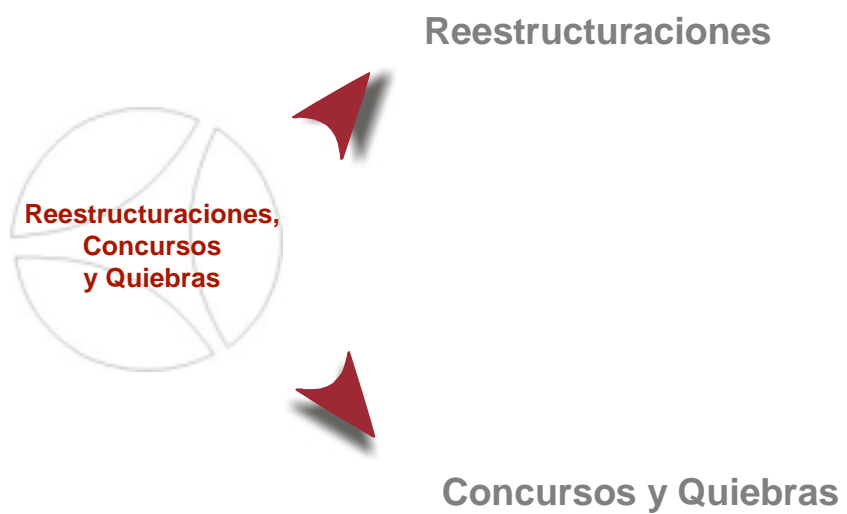 Reestructuraciones
Reestructuraciones,
Concursos
y Quiebras
Concursos y Quiebras